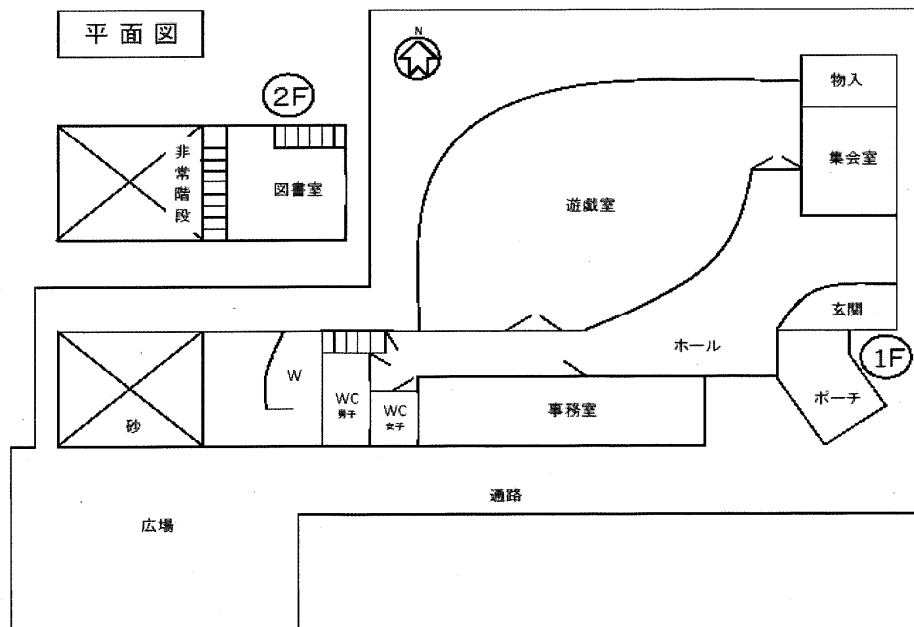 平面図
N
2F
非常階段
図書室
物入
集会室
遊戯室
玄関
ホール
1F
W
WC
男子
WC
女子
事務室
ポーチ
砂
通路
広場